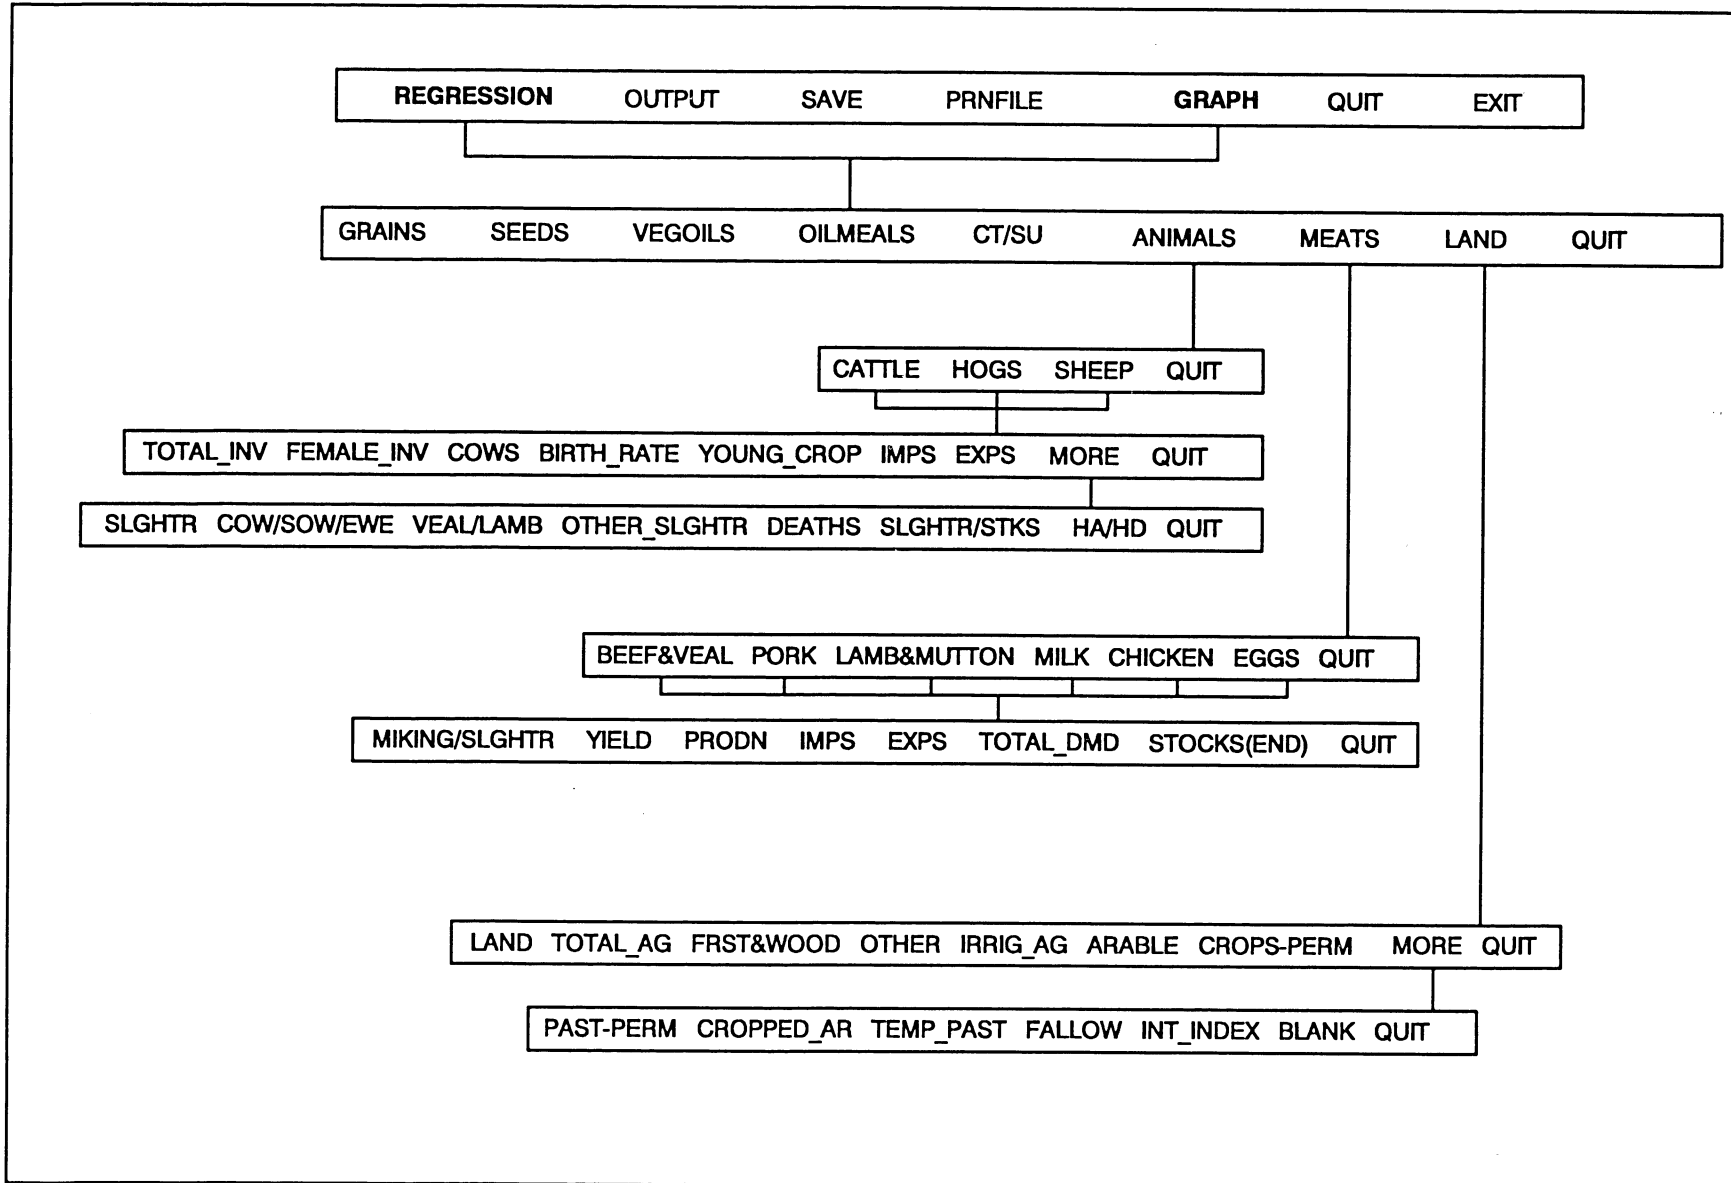 REGRESSION OUTPUT SAVE PRNFILE GRAPH QUIT EXIT
GRAINS SEEDS VEGOILS OILMEALS CT/SU ANIMALS MEATS LAND QUIT
CATTLE HOGS SHEEP QUIT
TOTAL_INV FEMALE_INV COWS BIRTH_RATE YOUNG_CROP IMPS EXPS MORE QUIT
SLGHTR COW/SOW/EWE VEAL/LAMB OTHER_SLGHTR DEATHS SLGHTR/STKS HA/HD QUIT
BEEF&VEAL PORK LAMB&MUTTON MILK CHICKEN EGGS QUIT
MIKING/SLGHTR YIELD PRODN IMPS EXPS TOTAL_DMD STOCKS(END) QUIT
LAND TOTAL_AG FRST&WOOD OTHER IRRIG_AG ARABLE CROPS-PERM MORE QUIT
PAST-PERM CROPPED_AR TEMP_PAST FALLOW INT_INDEX BLANK QUIT